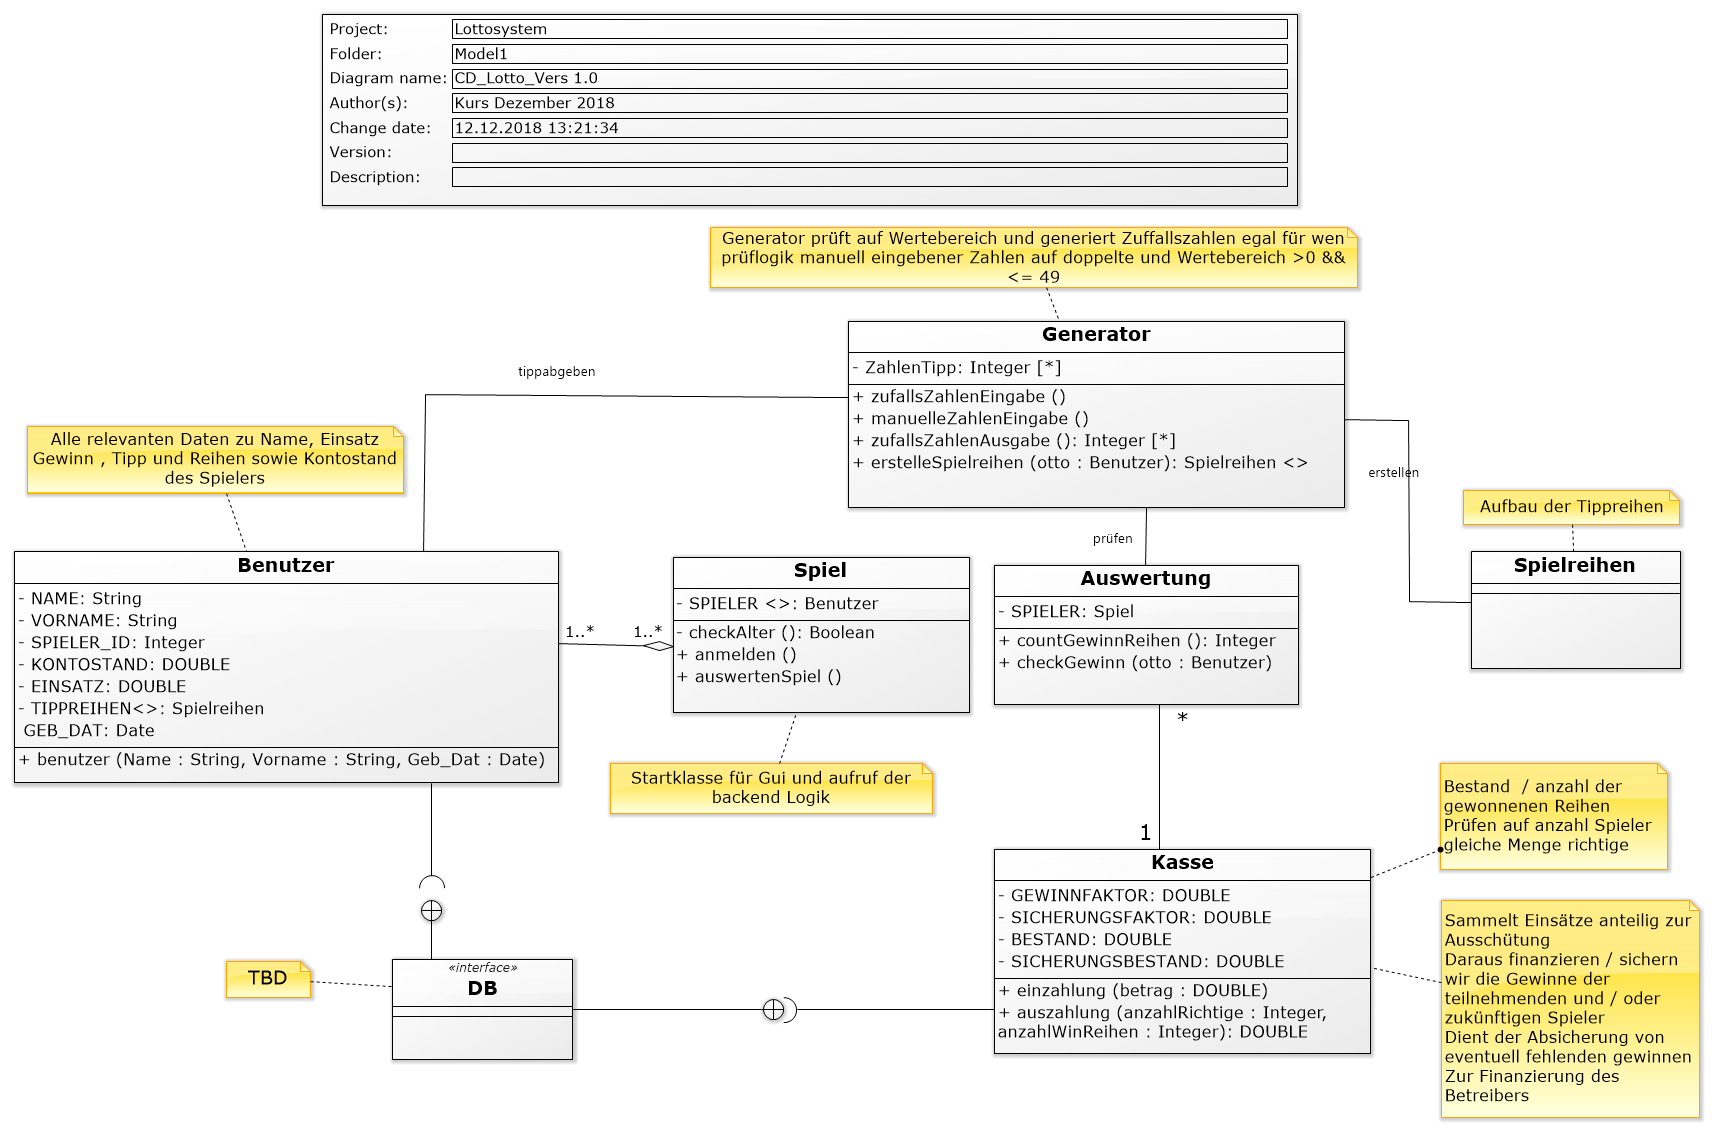 Project: Lottosystem
Folder: Model1
Diagram name: CD_Lotto_Vers 1.0
Author(s): Kurs Dezember 2018
Change date: 12.12.2018 13:21:34
Version:
Description:
Generator prüft auf Wertebereich und generiert Zuffallszahlen egal für wen
prüflogik manuell eingebener Zahlen auf doppelte und Wertebereich >0 &&
<= 49
Generator
- ZahlenTipp: Integer [*]
+ zufallsZahlenEingabe ()
+ manuelleZahlenEingabe ()
+ zufallsZahlenAusgabe (): Integer [*]
+ erstelleSpielreihen (otto : Benutzer): Spielreihen <>
tippabgeben
erstellen
prüfen
Alle relevanten Daten zu Name, Einsatz
Gewinn , Tipp und Reihen sowie Kontostand
des Spielers
Benutzer
- NAME: String
- VORNAME: String
- SPIELER_ID: Integer
- KONTOSTAND: DOUBLE
- EINSATZ: DOUBLE
- TIPPREIHEN<>: Spielreihen
GEB_DAT: Date
+ benutzer (Name : String, Vorname : String, Geb_Dat : Date)
1..* 1..*
Spiel
- SPIELER <>: Benutzer
- checkAlter (): Boolean
+ anmelden ()
+ auswertenSpiel ()
Startklasse für Gui und aufruf der
backend Logik
Auswertung
- SPIELER: Spiel
+ countGewinnReihen (): Integer
+ checkGewinn (otto : Benutzer)
*
1
Aufbau der Tippreihen
Spielreihen
Kasse
- GEWINNFAKTOR: DOUBLE
- SICHERUNGSFAKTOR: DOUBLE
- BESTAND: DOUBLE
- SICHERUNGSBESTAND: DOUBLE
+ einzahlung (betrag : DOUBLE)
+ auszahlung (anzahlRichtige : Integer,
anzahlWinReihen : Integer): DOUBLE
Bestand / anzahl der
gewonnenen Reihen
Prüfen auf anzahl Spieler
gleiche Menge richtige
Sammelt Einsätze anteilig zur
Ausschütung
Daraus finanzieren / sichern
wir die Gewinne der
teilnehmenden und / oder
zukünftigen Spieler
Dient der Absicherung von
eventuell fehlenden gewinnen
Zur Finanzierung des
Betreibers
TBD
«interface»
DB